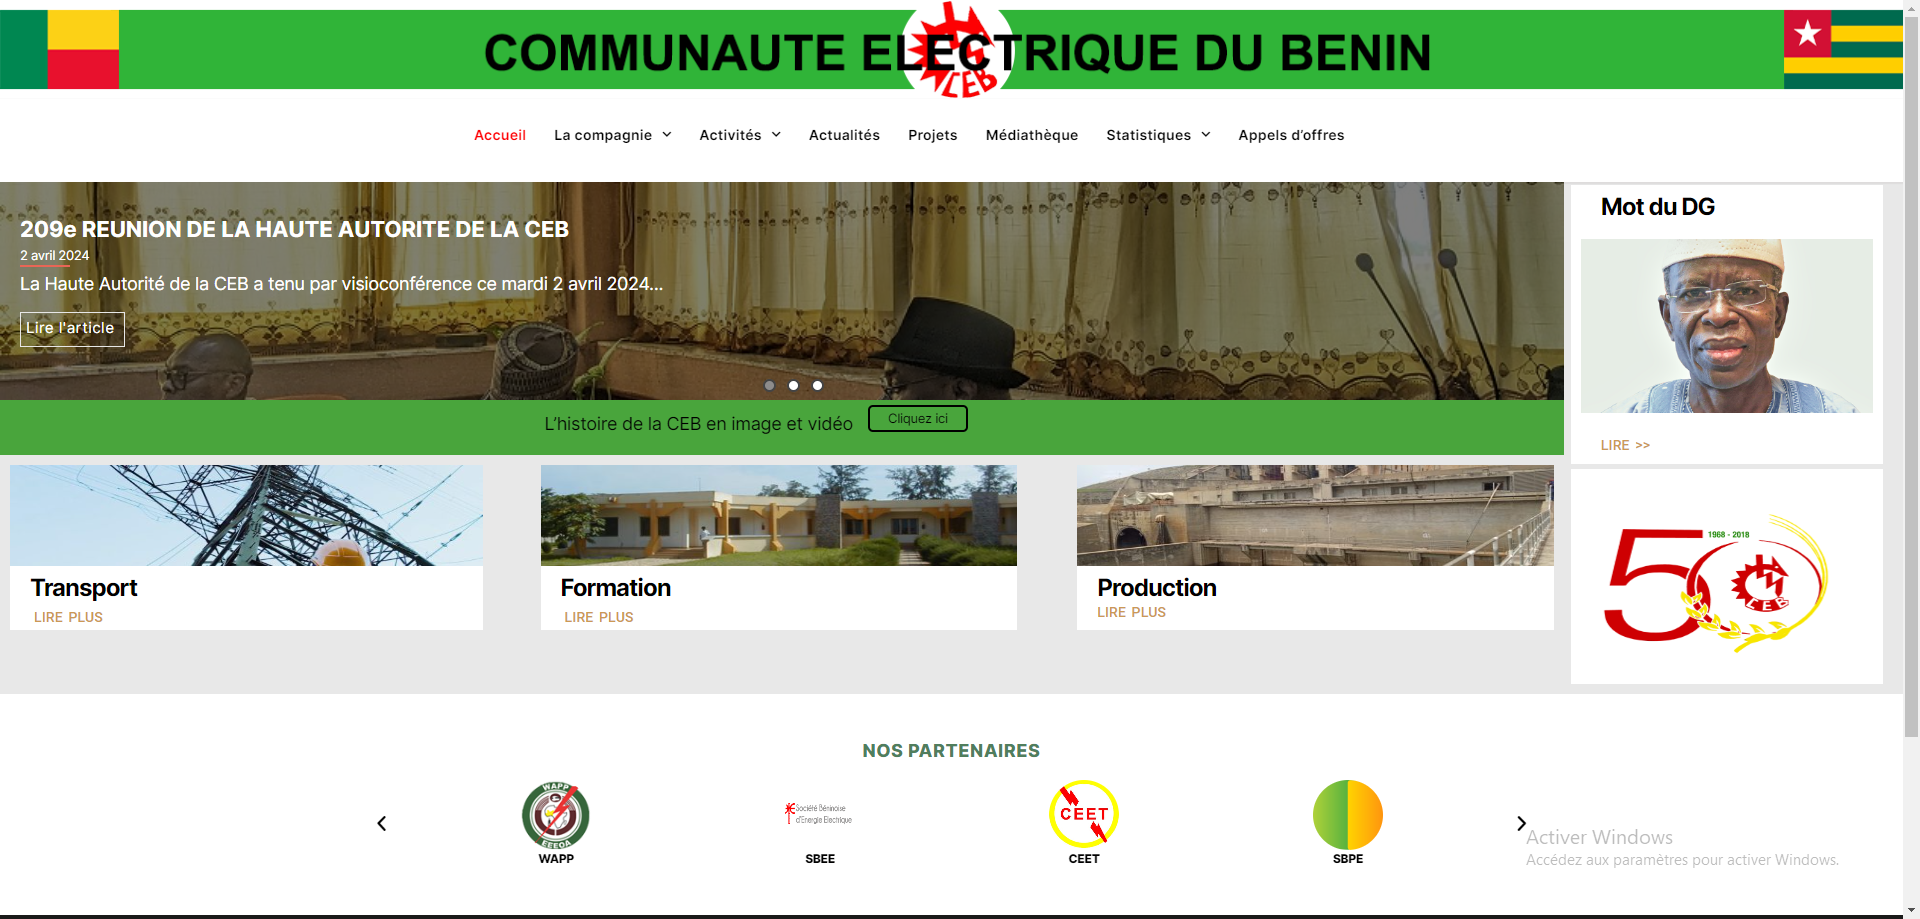 COMMUNAUTE ELECTRIQUE DU BENIN
CEB
Accueil
La compagnie
Activités
Actualités
Projets
Médiathèque
Statistiques
Appels d’offres
209e REUNION DE LA HAUTE AUTORITE DE LA CEB
2 avril 2024
La Haute Autorité de la CEB a tenu par visioconférence ce mardi 2 avril 2024...
Lire l'article
L’histoire de la CEB en image et vidéo
Cliquez ici
Mot du DG
LIRE >>
Transport
LIRE PLUS
Formation
LIRE PLUS
Production
LIRE PLUS
50
1968 - 2018
CEB
NOS PARTENAIRES
WAPP
EEEOA
WAPP
Société Béninoise
d'Energie Electrique
SBEE
CEET
CEET
SBPE
Activer Windows
Accédez aux paramètres pour activer Windows.